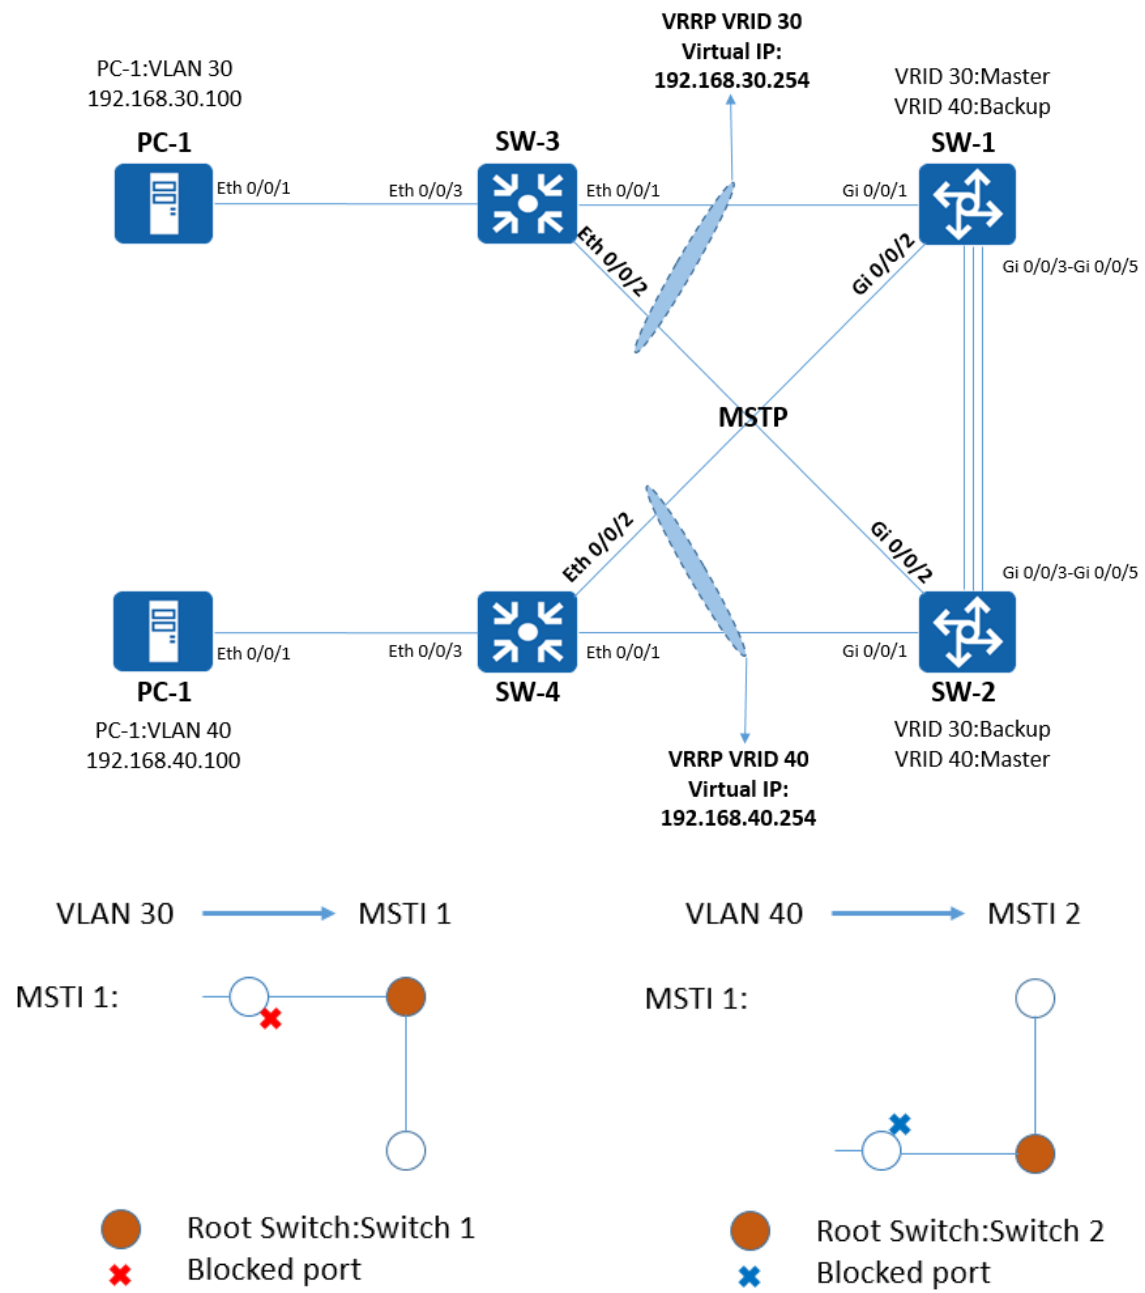 VRRP VRID 30
Virtual IP:
192.168.30.254
PC-1:VLAN 30
192.168.30.100
VRID 30:Master
VRID 40:Backup
PC-1
SW-3
SW-1
Eth 0/0/1
Eth 0/0/3
Eth 0/0/1
Gi 0/0/1
Eth 0/0/2
Gi 0/0/2
Gi 0/0/3-Gi 0/0/5
MSTP
Eth 0/0/2
Gi 0/0/2
Gi 0/0/3-Gi 0/0/5
Eth 0/0/1
Eth 0/0/3
Eth 0/0/1
Gi 0/0/1
PC-1
SW-4
SW-2
PC-1:VLAN 40
192.168.40.100
VRID 30:Backup
VRID 40:Master
VRRP VRID 40
Virtual IP:
192.168.40.254
VLAN 30
MSTI 1
VLAN 40
MSTI 2
MSTI 1:
MSTI 1:
Root Switch:Switch 1
Blocked port
Root Switch:Switch 2
Blocked port